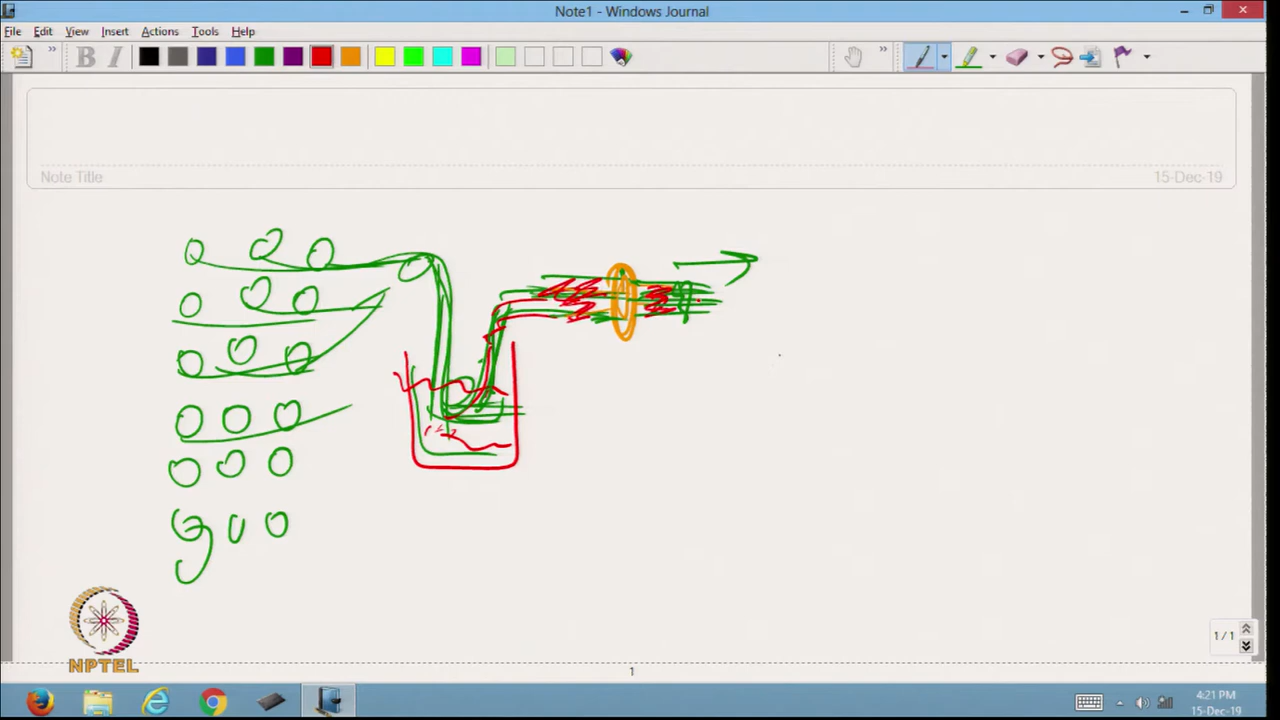 Note1 - Windows Journal
File Edit View Insert Actions Tools Help
B I
Note Title
15-Dec-19
NPTEL
1 / 1
1
4:21 PM
15-Dec-19